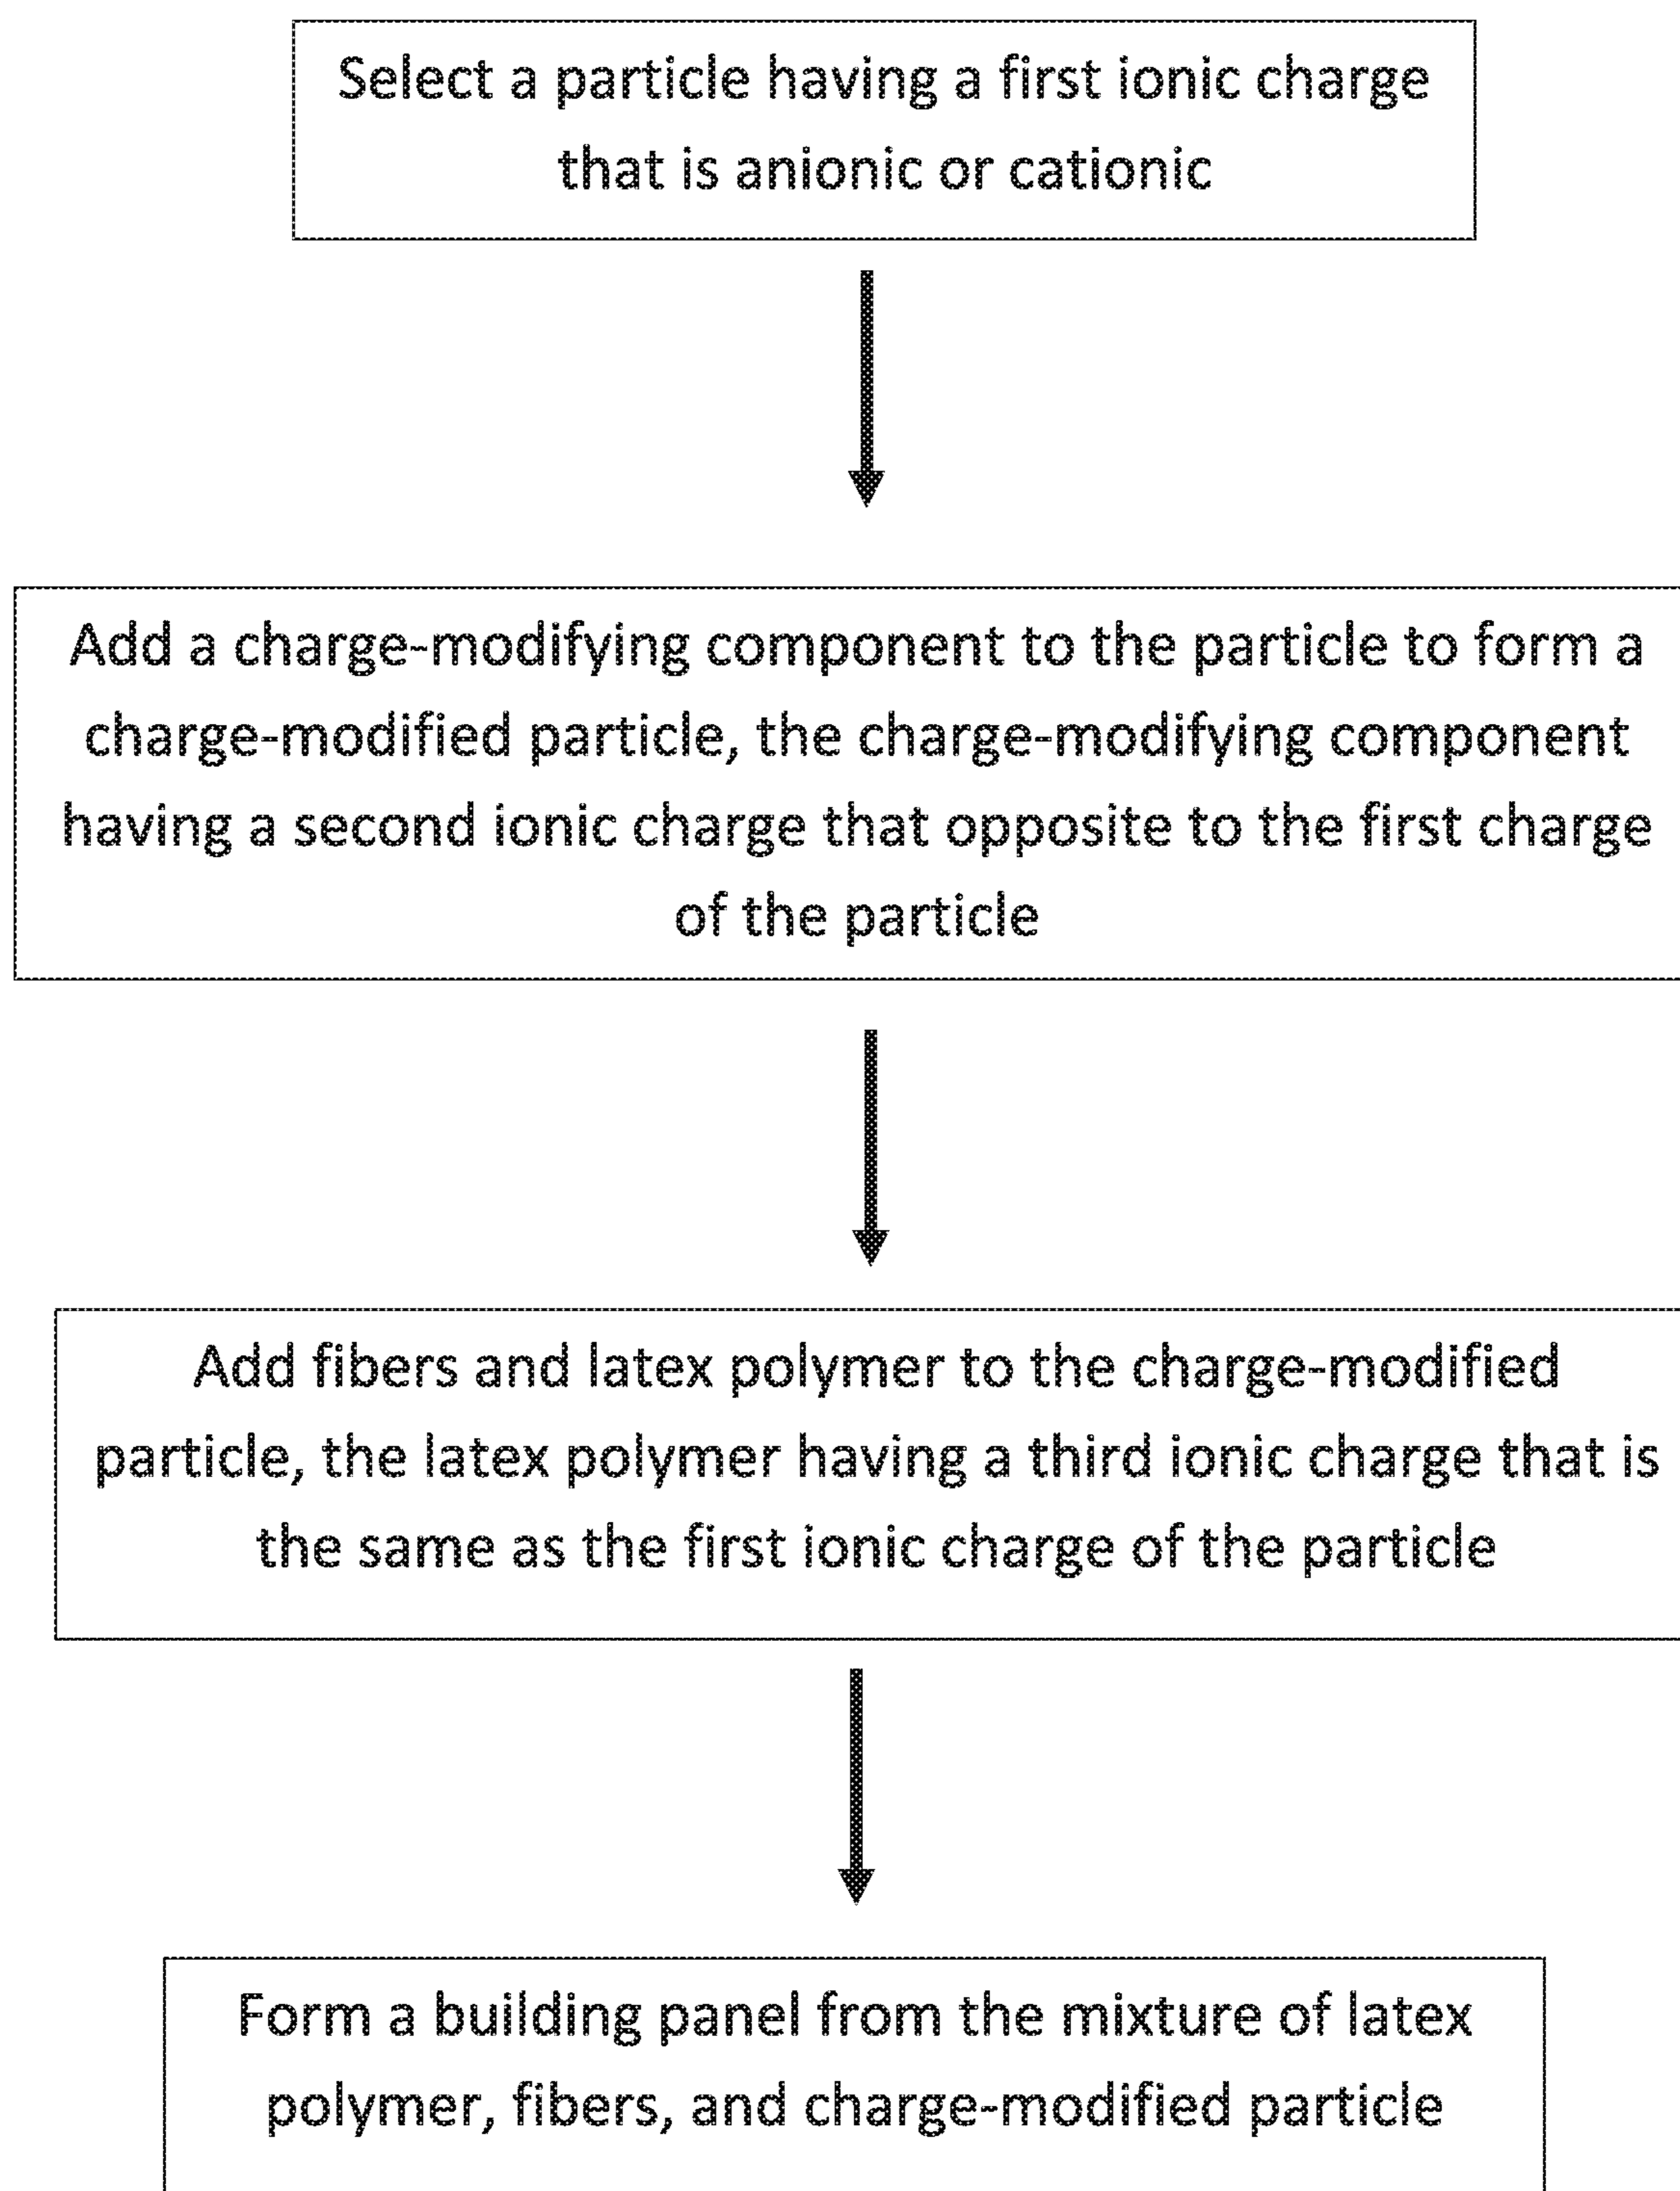 Select a particle having a first ionic charge
that is anionic or cationic
Add a charge-modifying component to the particle to form a
charge-modified particle, the charge-modifying component
having a second ionic charge that opposite to the first charge
of the particle
Add fibers and latex polymer to the charge-modified
particle, the latex polymer having a third ionic charge that is
the same as the first ionic charge of the particle
Form a building panel from the mixture of latex
polymer, fibers, and charge-modified particle